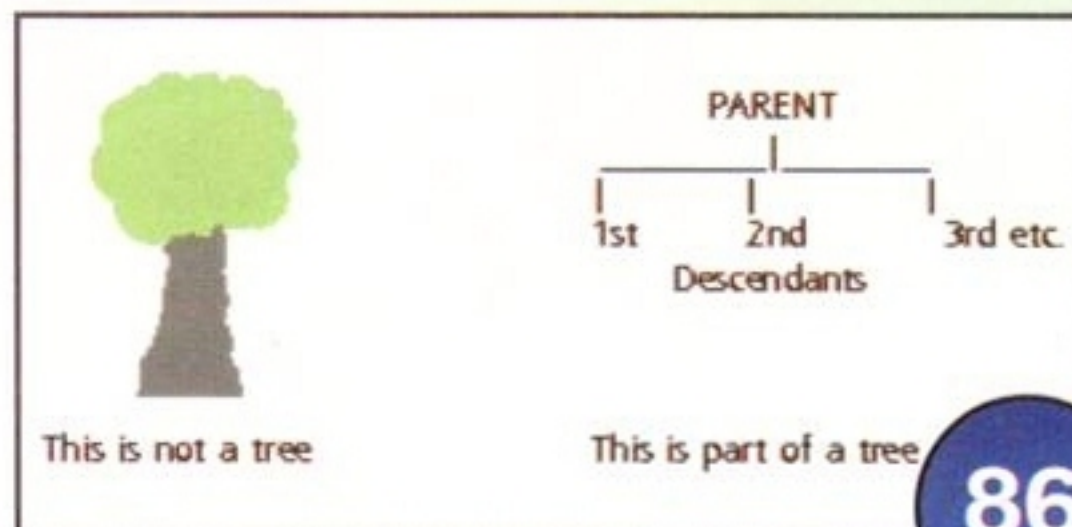 PARENT
1st 2nd 3rd etc.
Descendants
This is not a tree
This is part of a tree
86